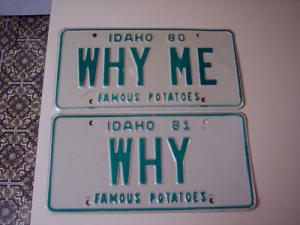 IDAHO 80
WHY ME
FAMOUS POTATOES
IDAHO 81
WHY
FAMOUS POTATOES